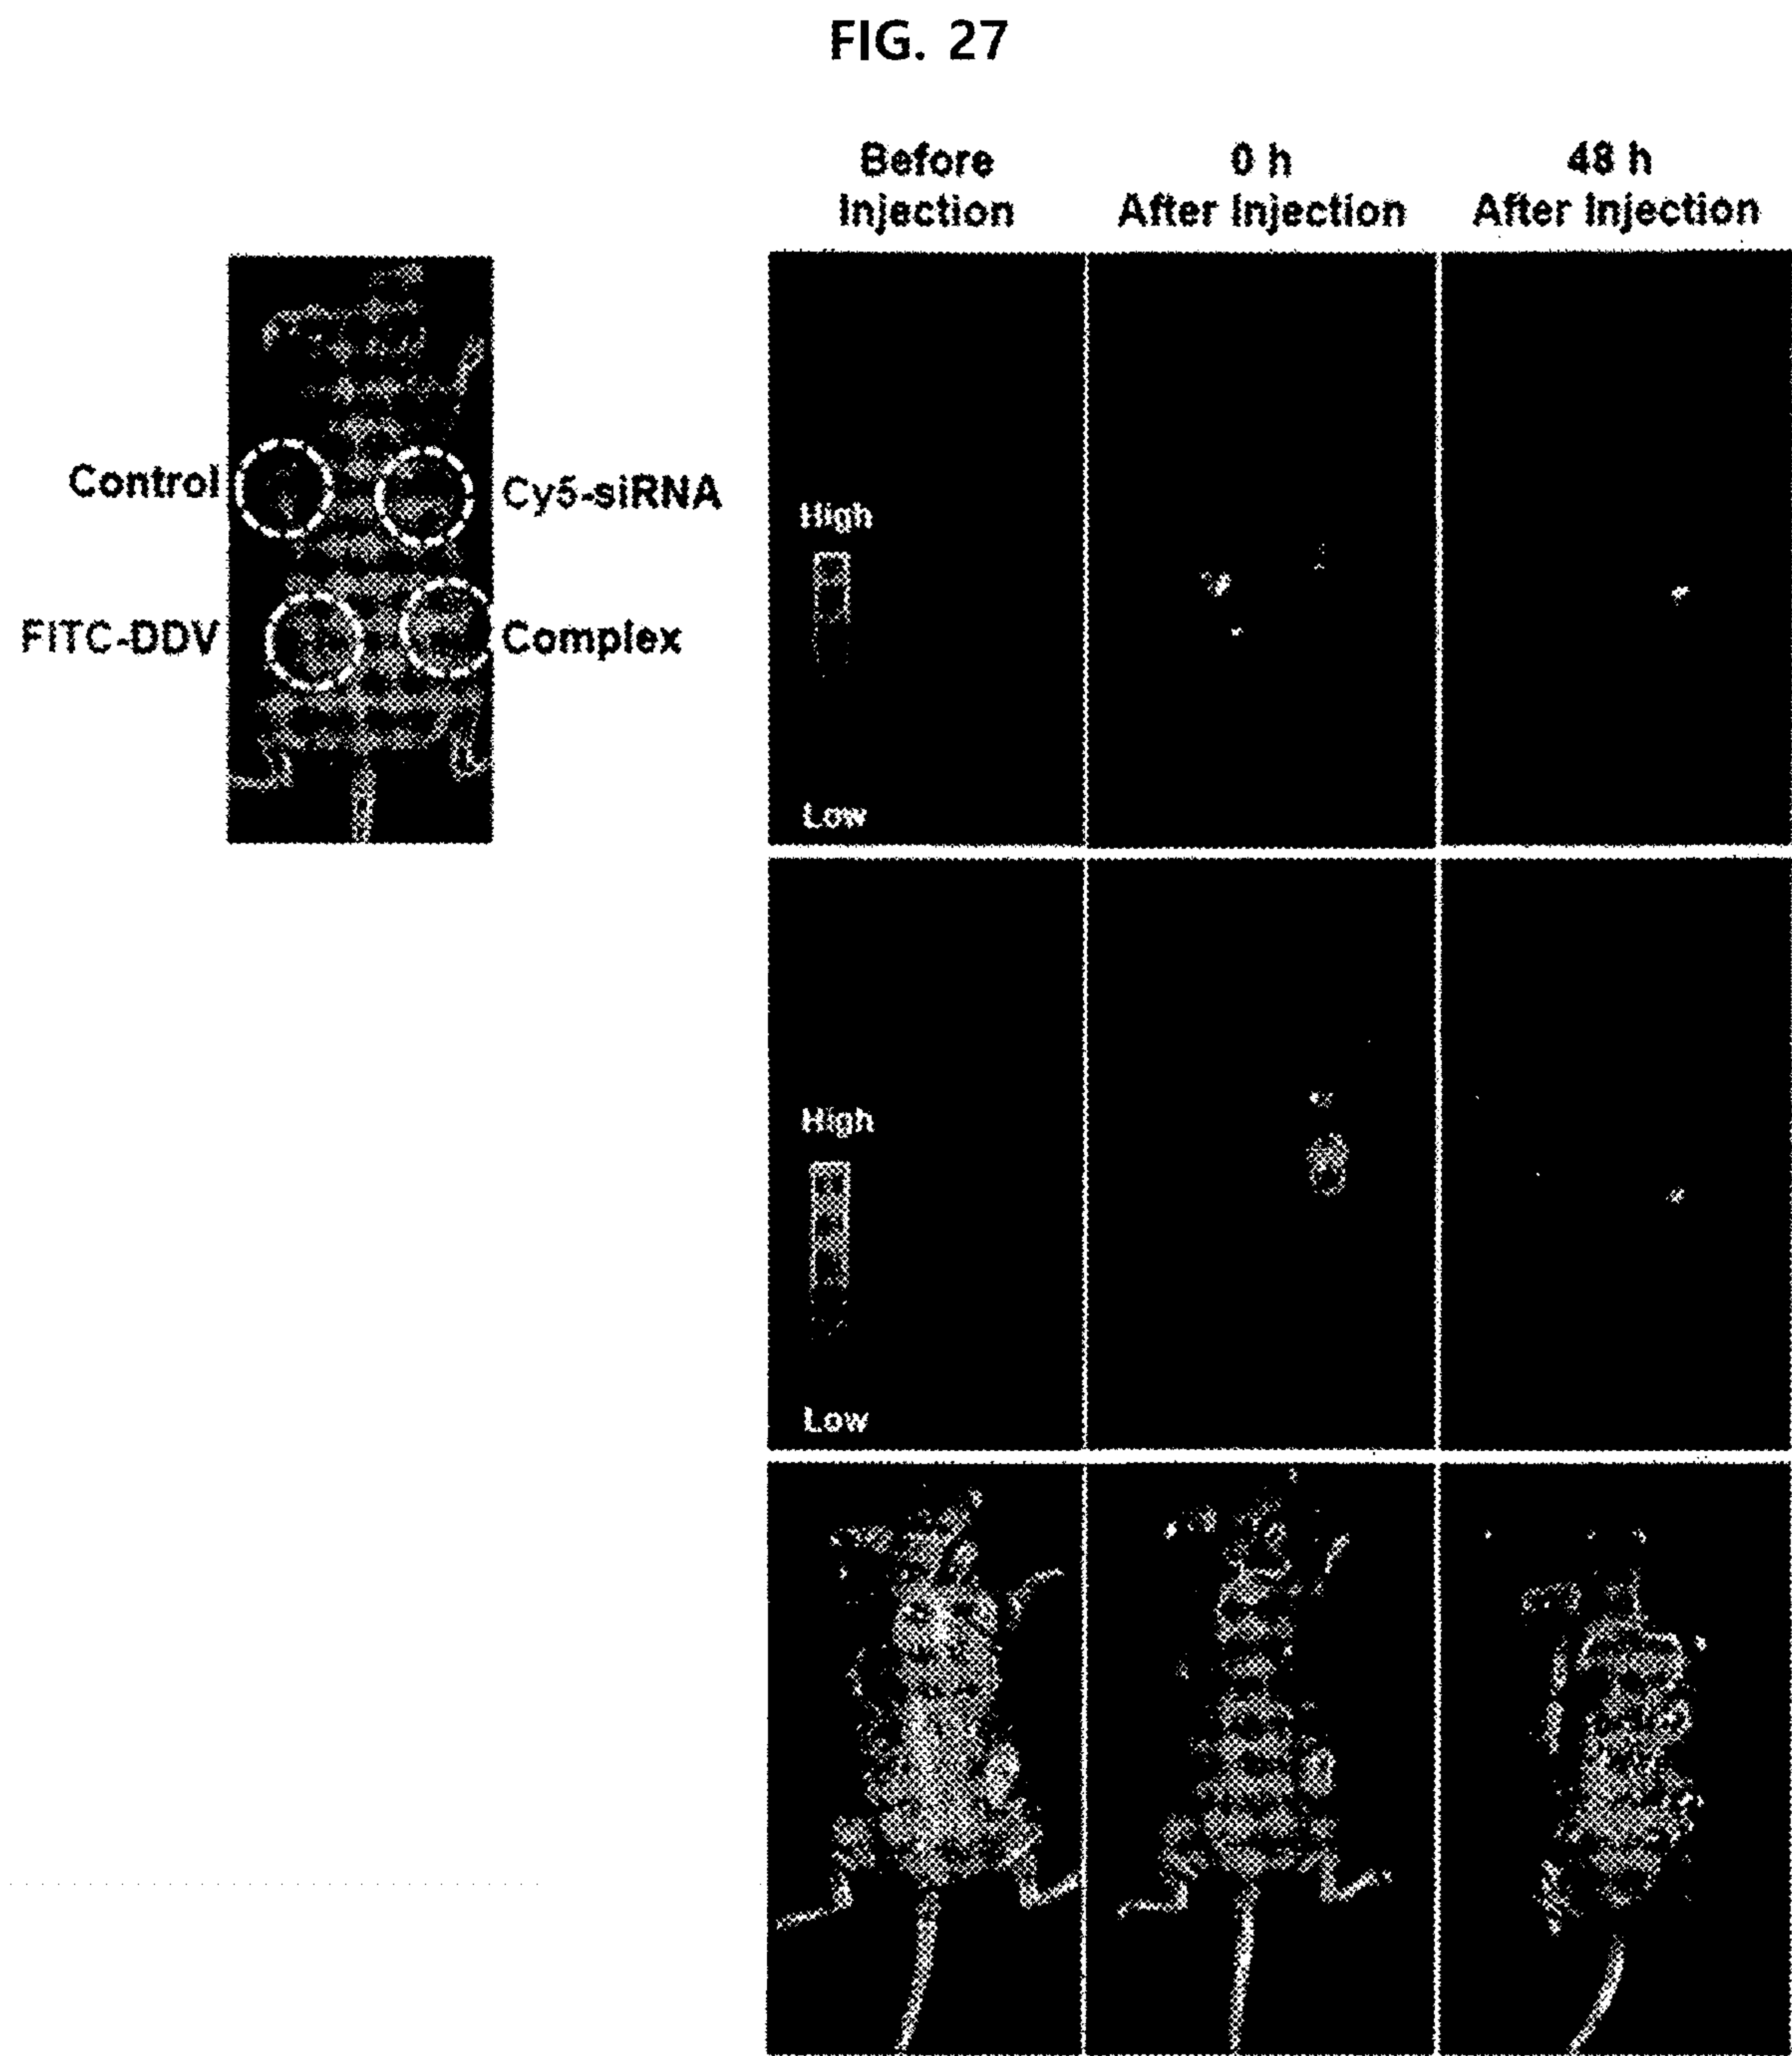 FIG. 27
Before
Injection
0 h
After Injection
48 h
After Injection
Control
Cy5-siRNA
FITC-DDV
Complex
High
Low
High
Low